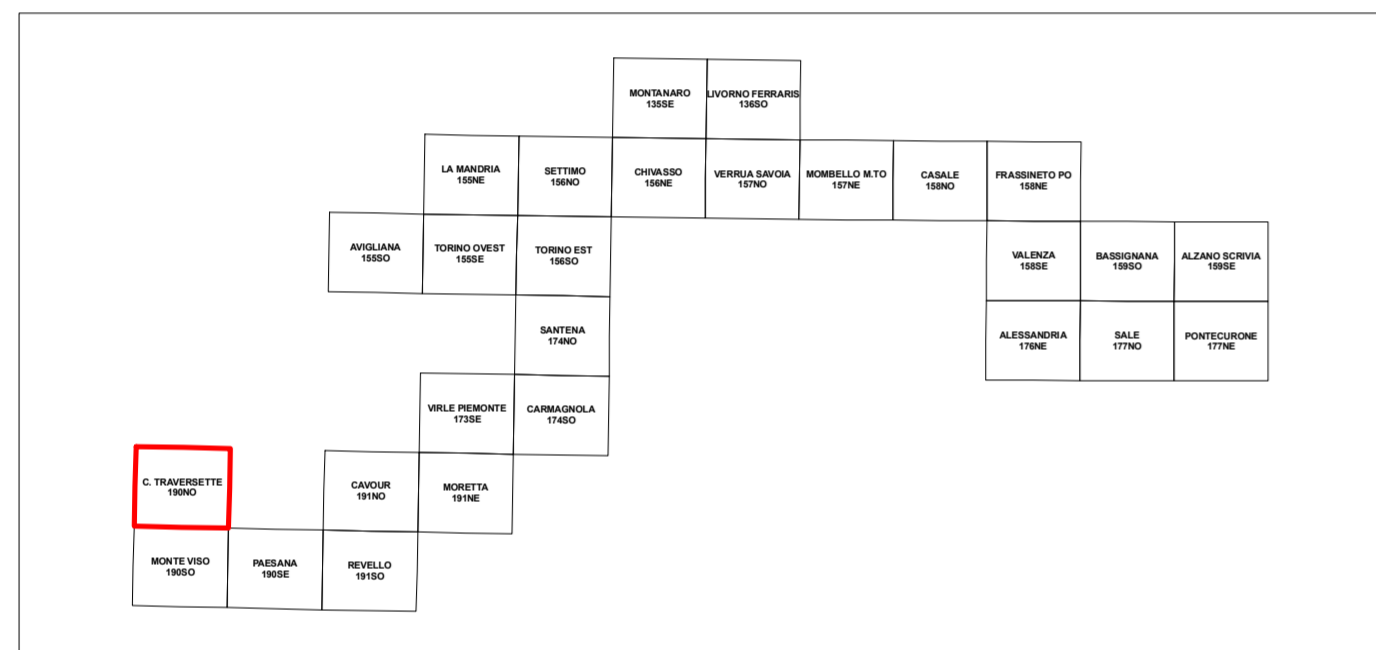 MONTANARO
135SE
LIVORNO FERRARIS
136SO
LA MANDRIA
155NE
SETTIMO
156NO
CHIVASSO
156NE
VERRUA SAVOIA
157NO
MOMBELLO M.TO
157NE
CASALE
158NO
FRASSINETO PO
158NE
AVIGLIANA
155SO
TORINO OVEST
155SE
TORINO EST
156SO
VALENZA
158SE
BASSIGNANA
159SO
ALZANO SCRIVIA
159SE
SANTENA
174NO
ALESSANDRIA
176NE
SALE
177NO
PONTECURONE
177NE
VIRLE PIEMONTE
173SE
CARMAGNOLA
174SO
C. TRAVERSETTE
190NO
CAVOUR
191NO
MORETTA
191NE
MONTE VISO
190SO
PAESANA
190SE
REVELLO
191SO